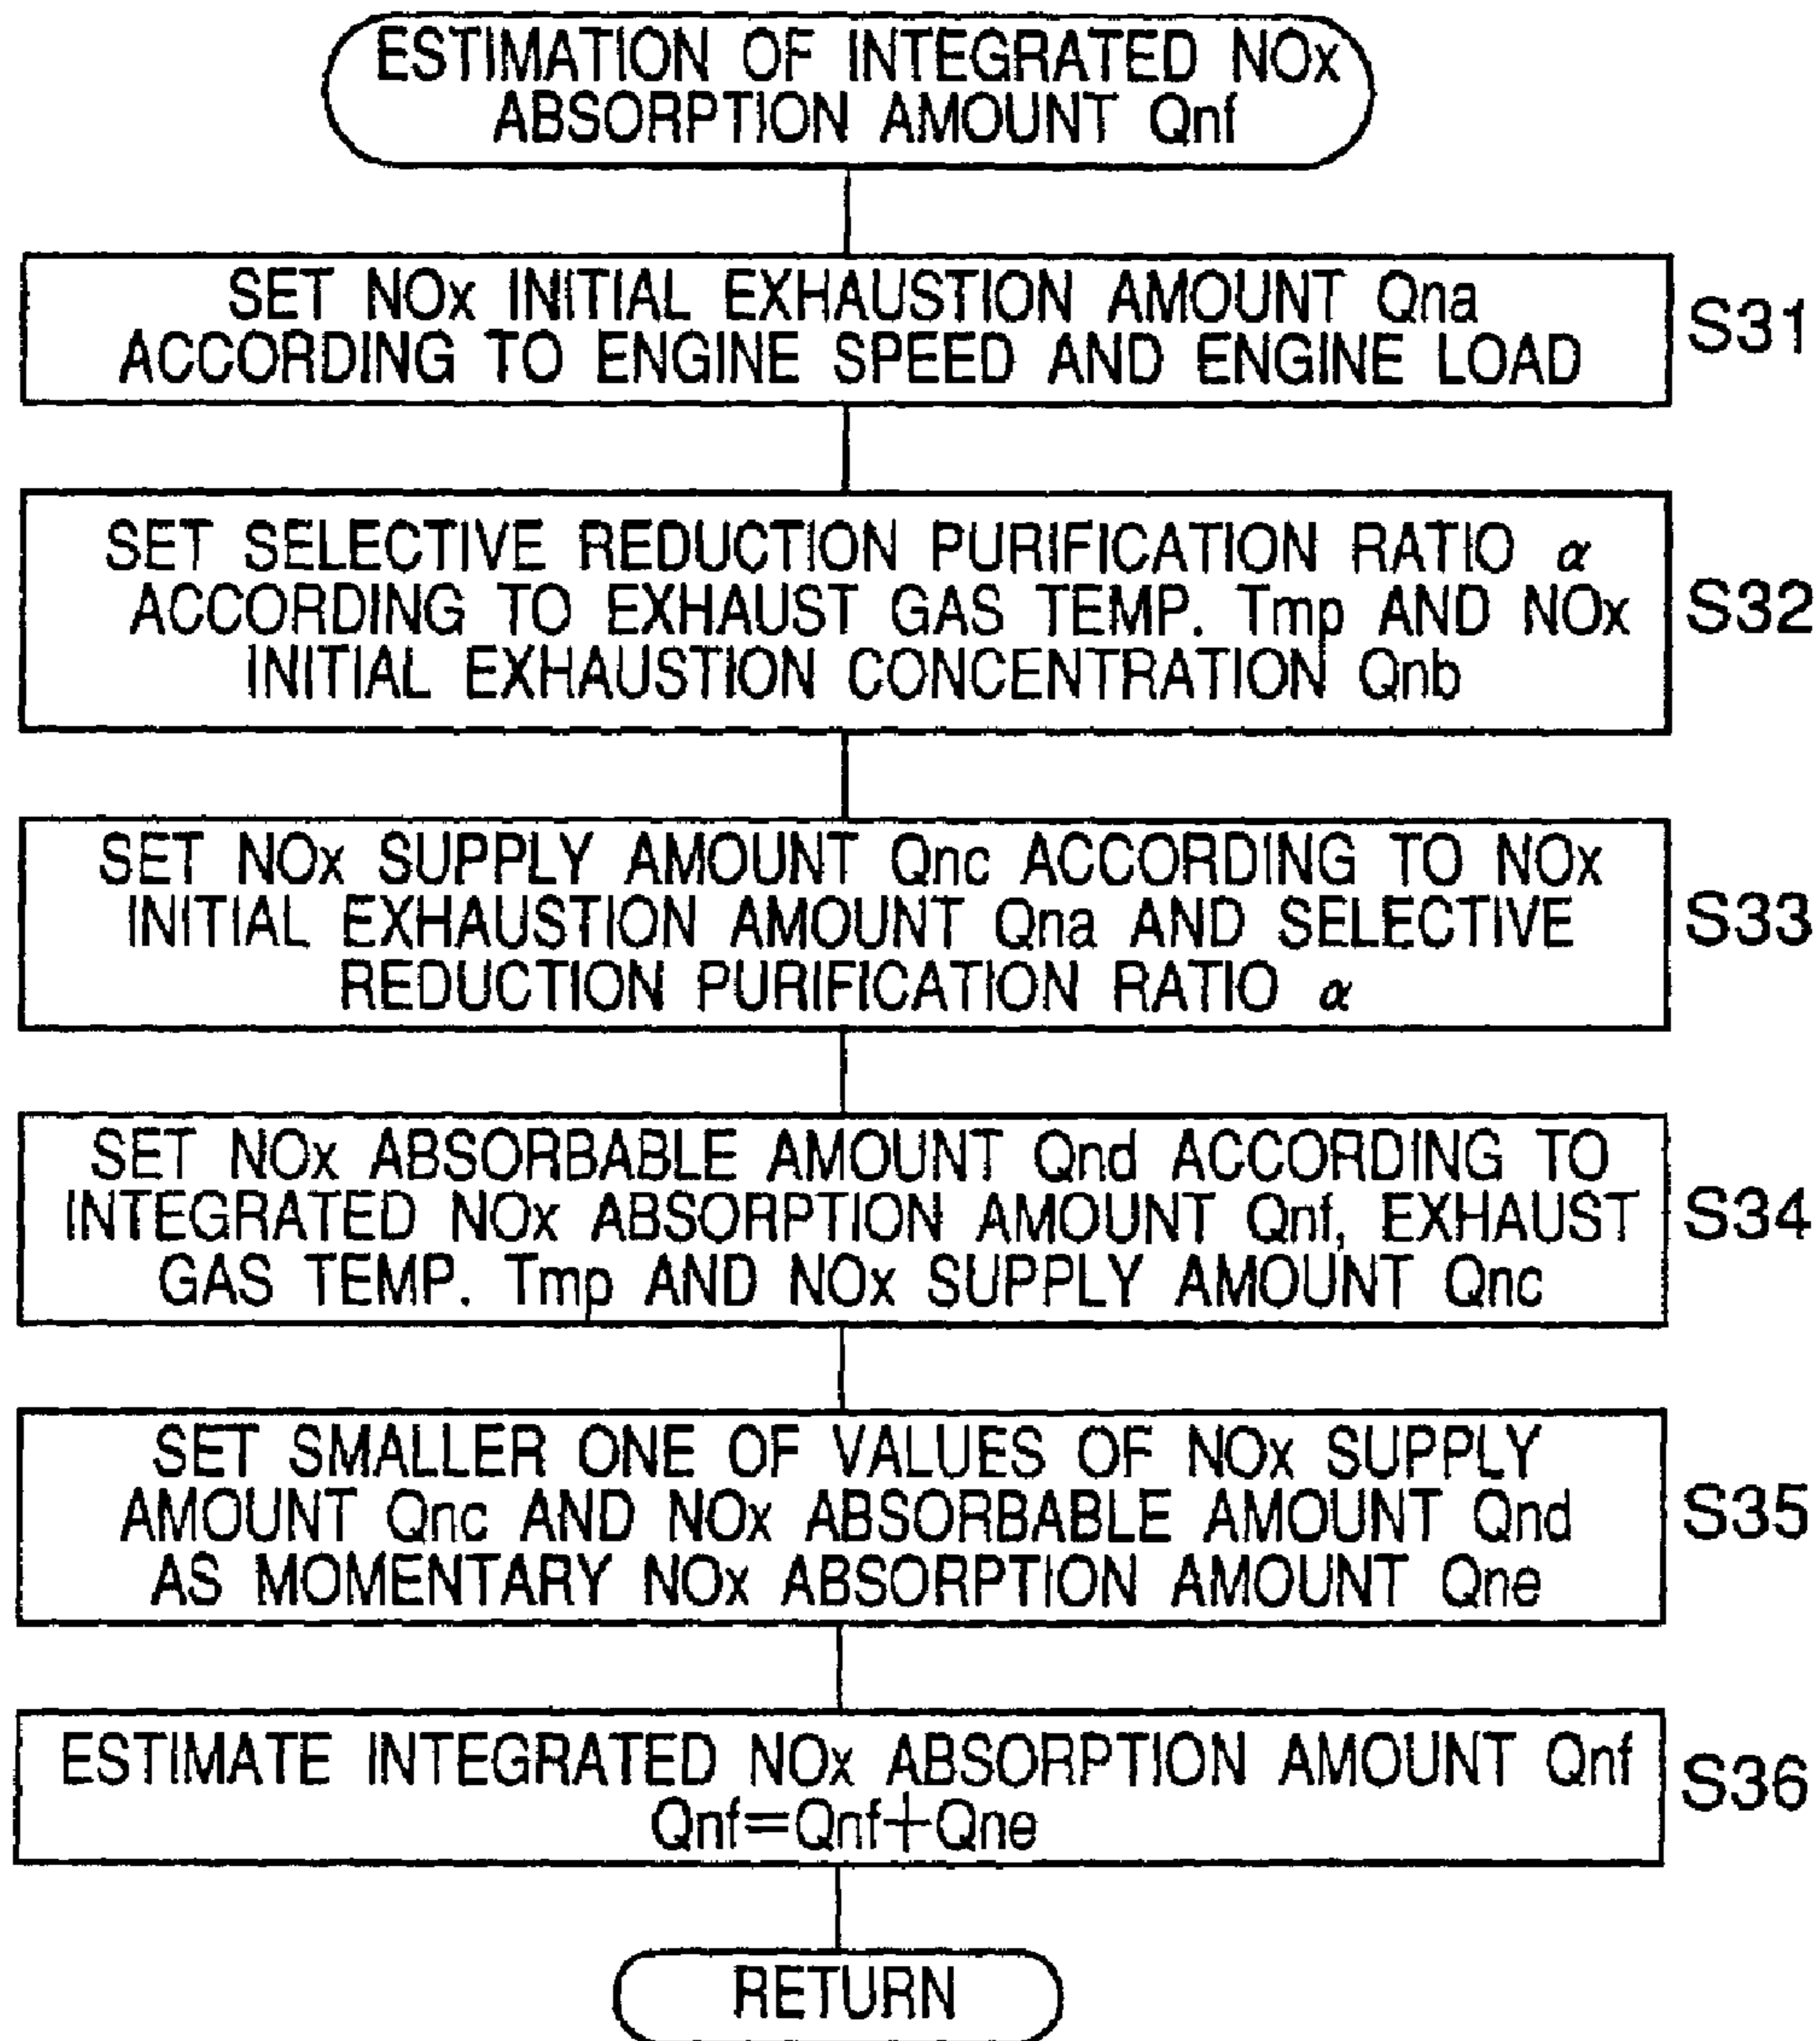 ESTIMATION OF INTEGRATED NOx
ABSORPTION AMOUNT Qnf
SET NOx INITIAL EXHAUSTION AMOUNT Qna
ACCORDING TO ENGINE SPEED AND ENGINE LOAD
S31
SET SELECTIVE REDUCTION PURIFICATION RATIO α
ACCORDING TO EXHAUST GAS TEMP. Tmp AND NOx
INITIAL EXHAUSTION CONCENTRATION Qnb
S32
SET NOx SUPPLY AMOUNT Qnc ACCORDING TO NOx
INITIAL EXHAUSTION AMOUNT Qna AND SELECTIVE
REDUCTION PURIFICATION RATIO α
S33
SET NOx ABSORBABLE AMOUNT Qnd ACCORDING TO
INTEGRATED NOx ABSORPTION AMOUNT Qnf, EXHAUST
GAS TEMP. Tmp AND NOx SUPPLY AMOUNT Qnc
S34
SET SMALLER ONE OF VALUES OF NOx SUPPLY
AMOUNT Qnc AND NOx ABSORBABLE AMOUNT Qnd
AS MOMENTARY NOx ABSORPTION AMOUNT Qne
S35
ESTIMATE INTEGRATED NOx ABSORPTION AMOUNT Qnf
Qnf=Qnf+Qne
S36
RETURN